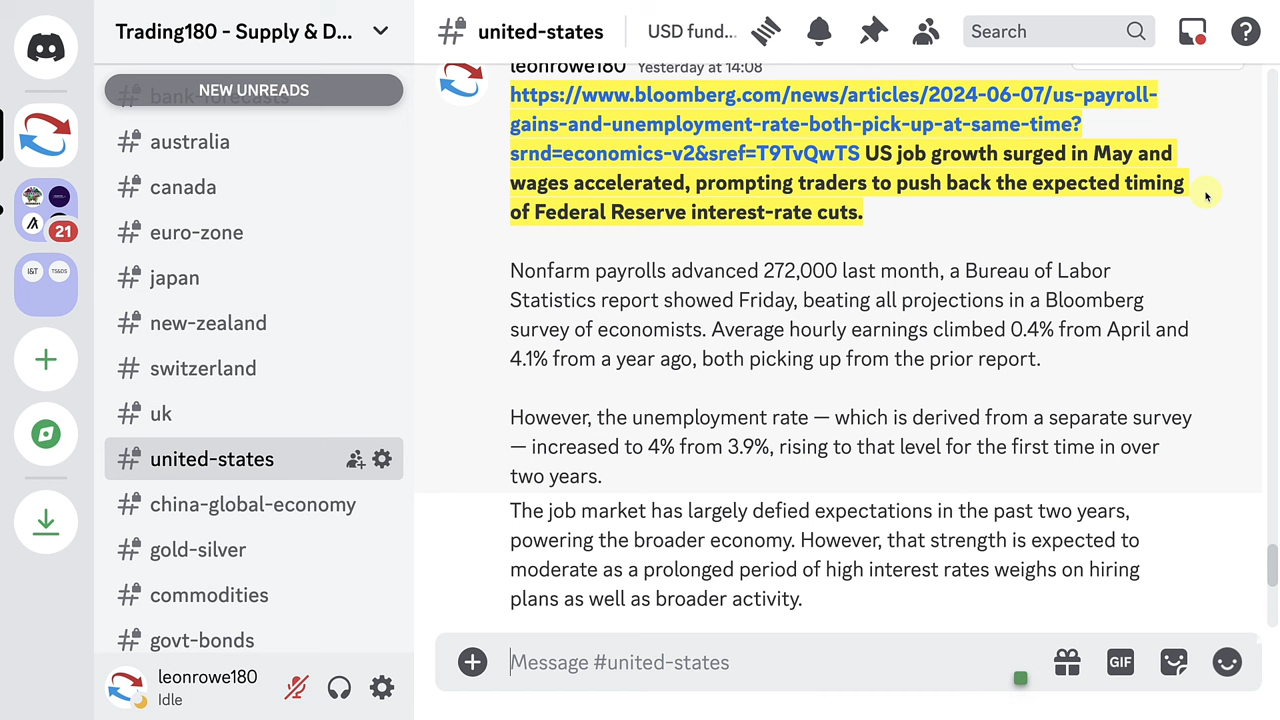 Trading180 - Supply & D...
united-states
USD fund...
Search
NEW UNREADS
bank-forecasts
australia
canada
euro-zone
japan
new-zealand
switzerland
uk
united-states
china-global-economy
gold-silver
commodities
govt-bonds
21
I&T
TS&DS
leonrowe180
Idle
leonrowe180 Yesterday at 14:08
https://www.bloomberg.com/news/articles/2024-06-07/us-payroll-
gains-and-unemployment-rate-both-pick-up-at-same-time?
srnd=economics-v2&sref=T9TvQwTS US job growth surged in May and
wages accelerated, prompting traders to push back the expected timing
of Federal Reserve interest-rate cuts.
Nonfarm payrolls advanced 272,000 last month, a Bureau of Labor
Statistics report showed Friday, beating all projections in a Bloomberg
survey of economists. Average hourly earnings climbed 0.4% from April and
4.1% from a year ago, both picking up from the prior report.
However, the unemployment rate — which is derived from a separate survey
— increased to 4% from 3.9%, rising to that level for the first time in over
two years.
The job market has largely defied expectations in the past two years,
powering the broader economy. However, that strength is expected to
moderate as a prolonged period of high interest rates weighs on hiring
plans as well as broader activity.
Message #united-states
GIF